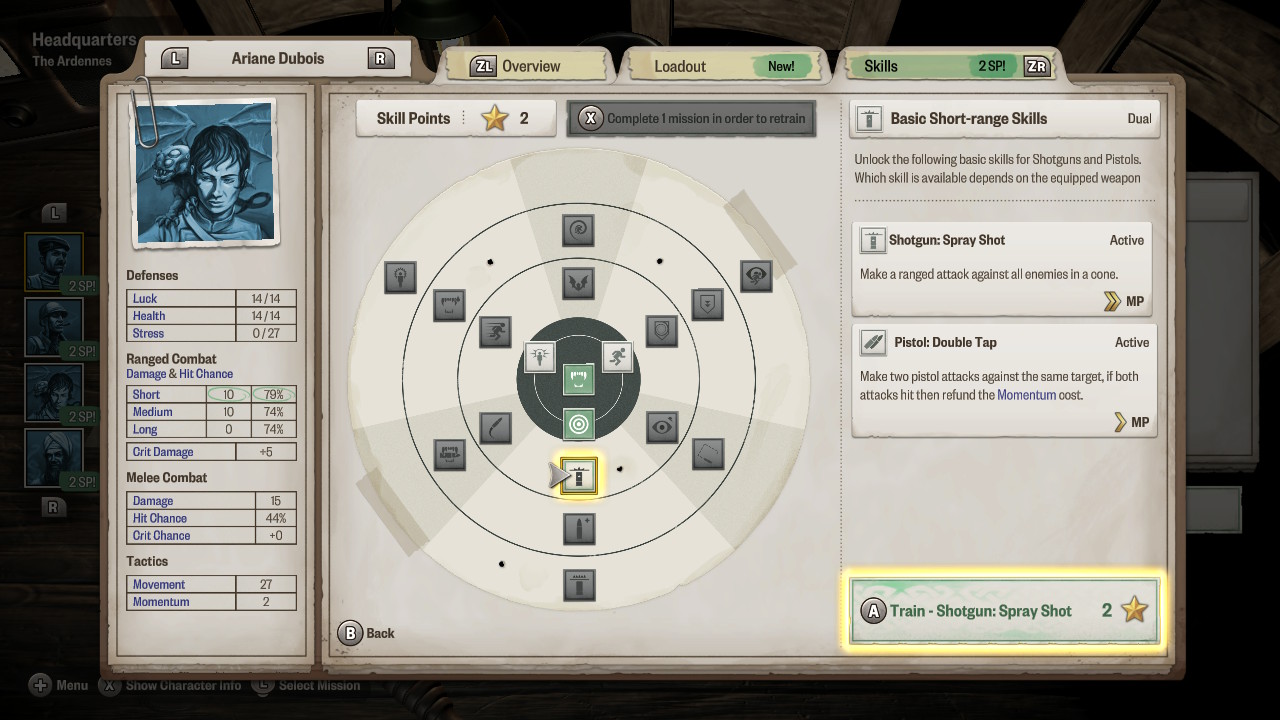 Headquarters
The Ardennes
L
Ariane Dubois
R
ZL Overview
Loadout New!
Skills 2 SP! ZR
Skill Points 2
X Complete 1 mission in order to retrain
Basic Short-range Skills Dual
Unlock the following basic skills for Shotguns and Pistols.
Which skill is available depends on the equipped weapon
Shotgun: Spray Shot Active
Make a ranged attack against all enemies in a cone.
MP
Pistol: Double Tap Active
Make two pistol attacks against the same target, if both
attacks hit then refund the Momentum cost.
MP
A Train - Shotgun: Spray Shot 2
L
2 SP!
2 SP!
2 SP!
2 SP!
R
Defenses
Luck 14/14
Health 14/14
Stress 0/27
Ranged Combat
Damage & Hit Chance
Short 10 79%
Medium 10 74%
Long 0 74%
Crit Damage +5
Melee Combat
Damage 15
Hit Chance 44%
Crit Chance +0
Tactics
Movement 27
Momentum 2
B Back
+ Menu X Show Character Info L Select Mission